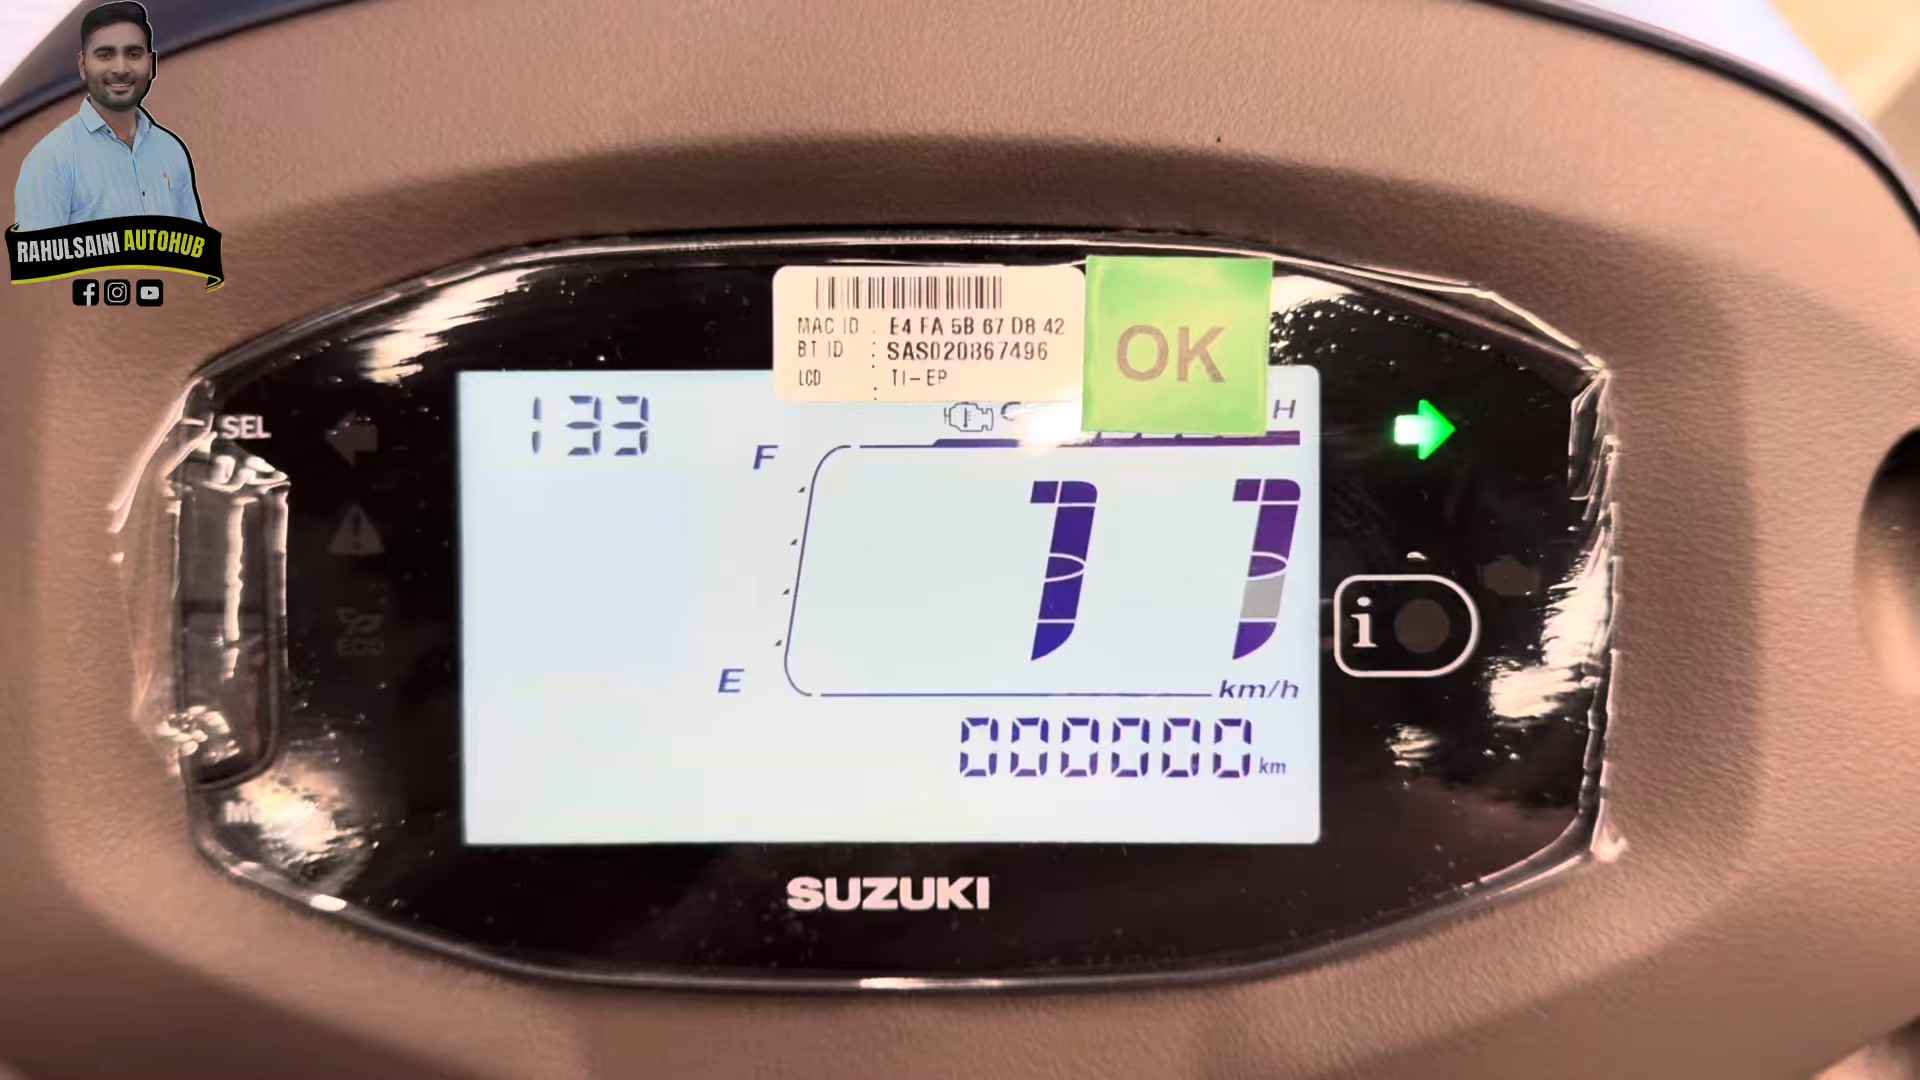 RAHULSAINI AUTOHUB
MAC ID : E4 FA 5B 67 D8 42
BT ID : SAS020867496
LCD : TI-EP
OK
SEL
133
H
F
77
ECO
i
E
km/h
000000 km
SUZUKI